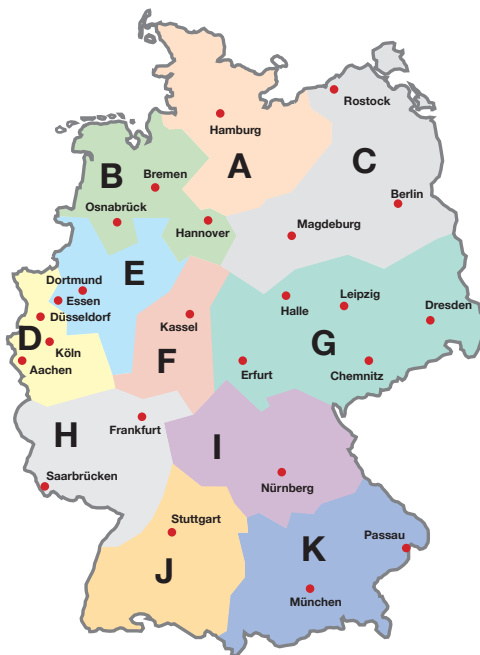 Rostock
Hamburg
C
A
B
Bremen
Berlin
Osnabrück
Hannover
Magdeburg
E
Dortmund
Essen
Halle
Leipzig
Düsseldorf
Kassel
Dresden
D
G
Köln
F
Aachen
Erfurt
Chemnitz
H
Frankfurt
I
Saarbrücken
Nürnberg
Stuttgart
Passau
K
J
München